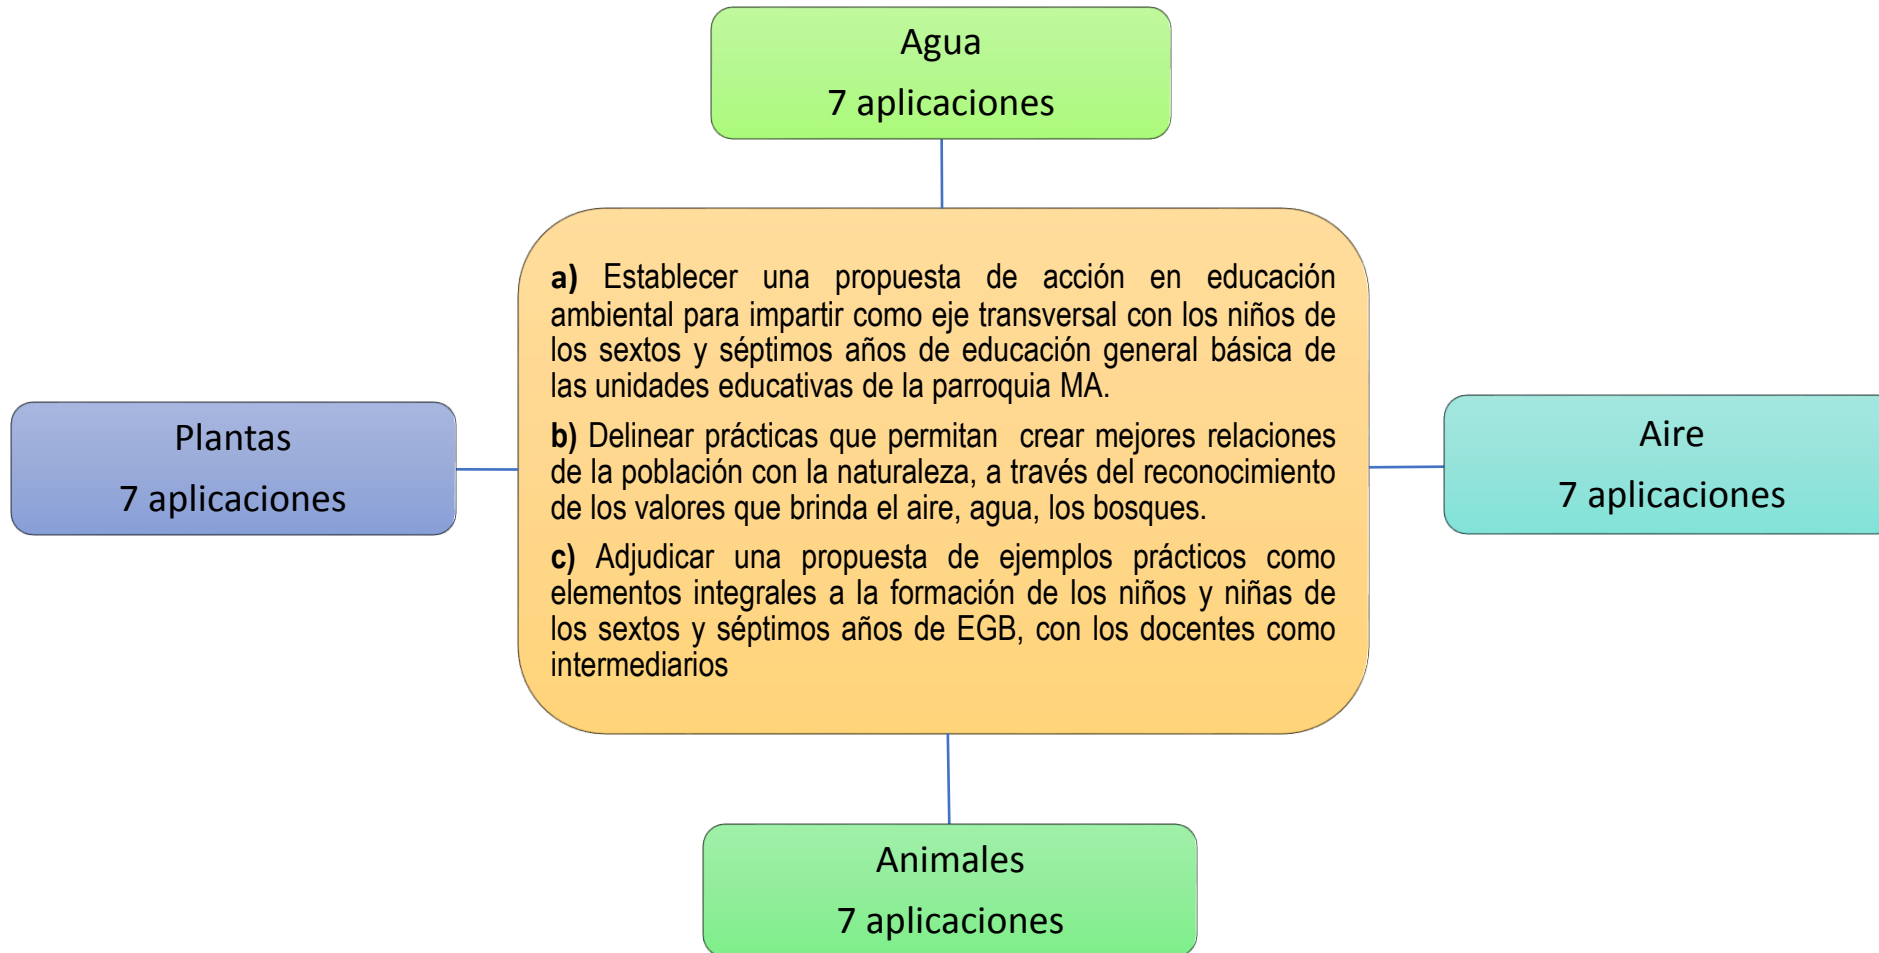 Agua
7 aplicaciones
a) Establecer una propuesta de acción en educación
ambiental para impartir como eje transversal con los niños de
los sextos y séptimos años de educación general básica de
las unidades educativas de la parroquia MA.
b) Delinear prácticas que permitan  crear mejores relaciones
de la población con la naturaleza, a través del reconocimiento
de los valores que brinda el aire, agua, los bosques.
c) Adjudicar una propuesta de ejemplos prácticos como
elementos integrales a la formación de los niños y niñas de
los sextos y séptimos años de EGB, con los docentes como
intermediarios
Plantas
7 aplicaciones
Aire
7 aplicaciones
Animales
7 aplicaciones